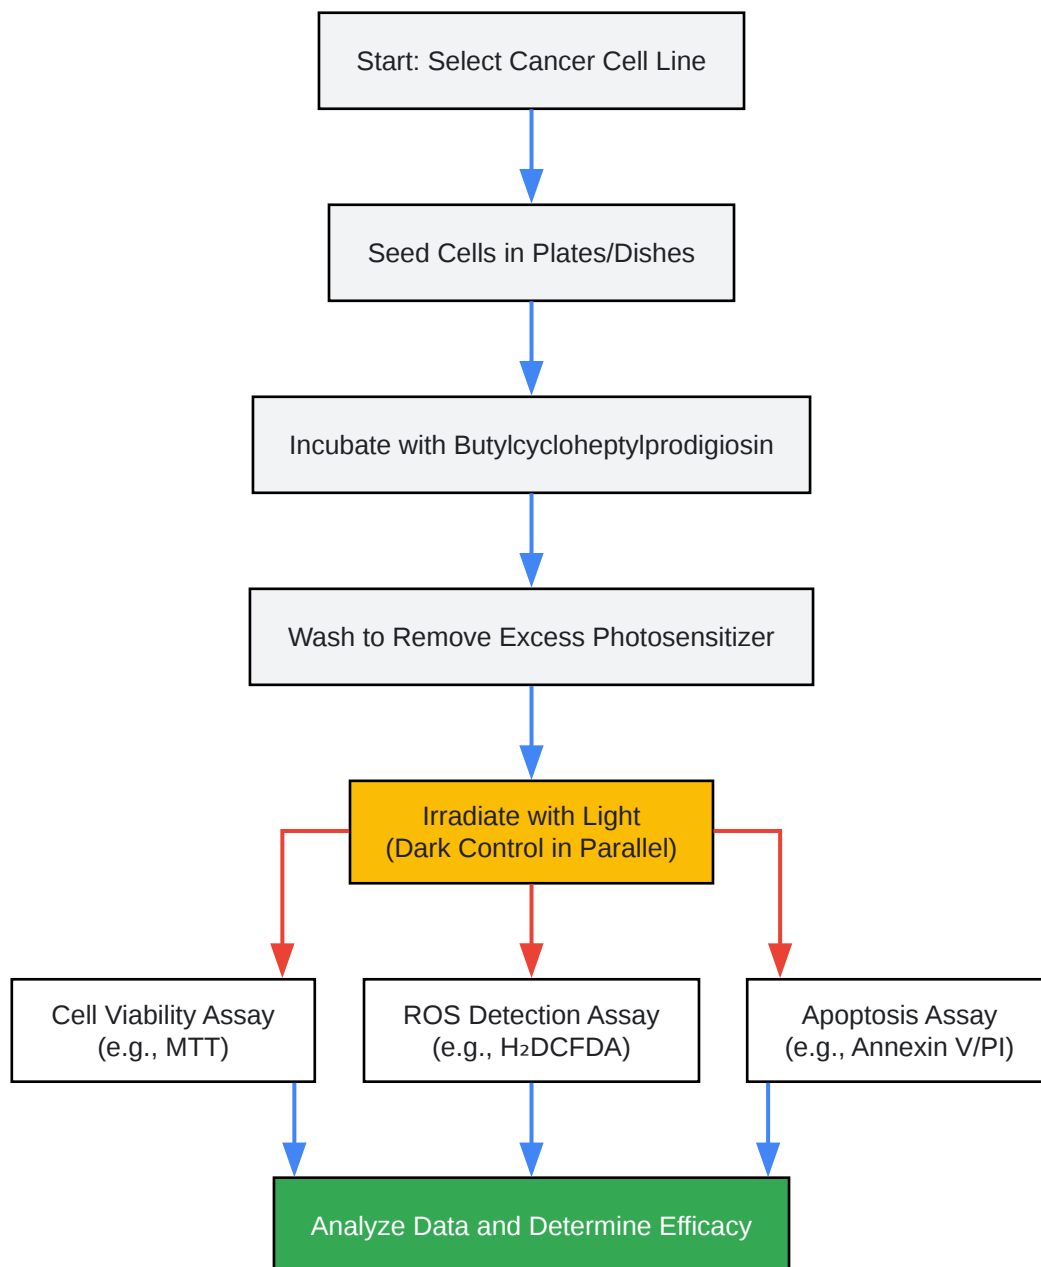 Start: Select Cancer Cell Line
Seed Cells in Plates/Dishes
Incubate with Butylcycloheptylprodigiosin
Wash to Remove Excess Photosensitizer
Irradiate with Light
(Dark Control in Parallel)
Cell Viability Assay
(e.g., MTT)
ROS Detection Assay
(e.g., H₂DCFDA)
Apoptosis Assay
(e.g., Annexin V/PI)
Analyze Data and Determine Efficacy